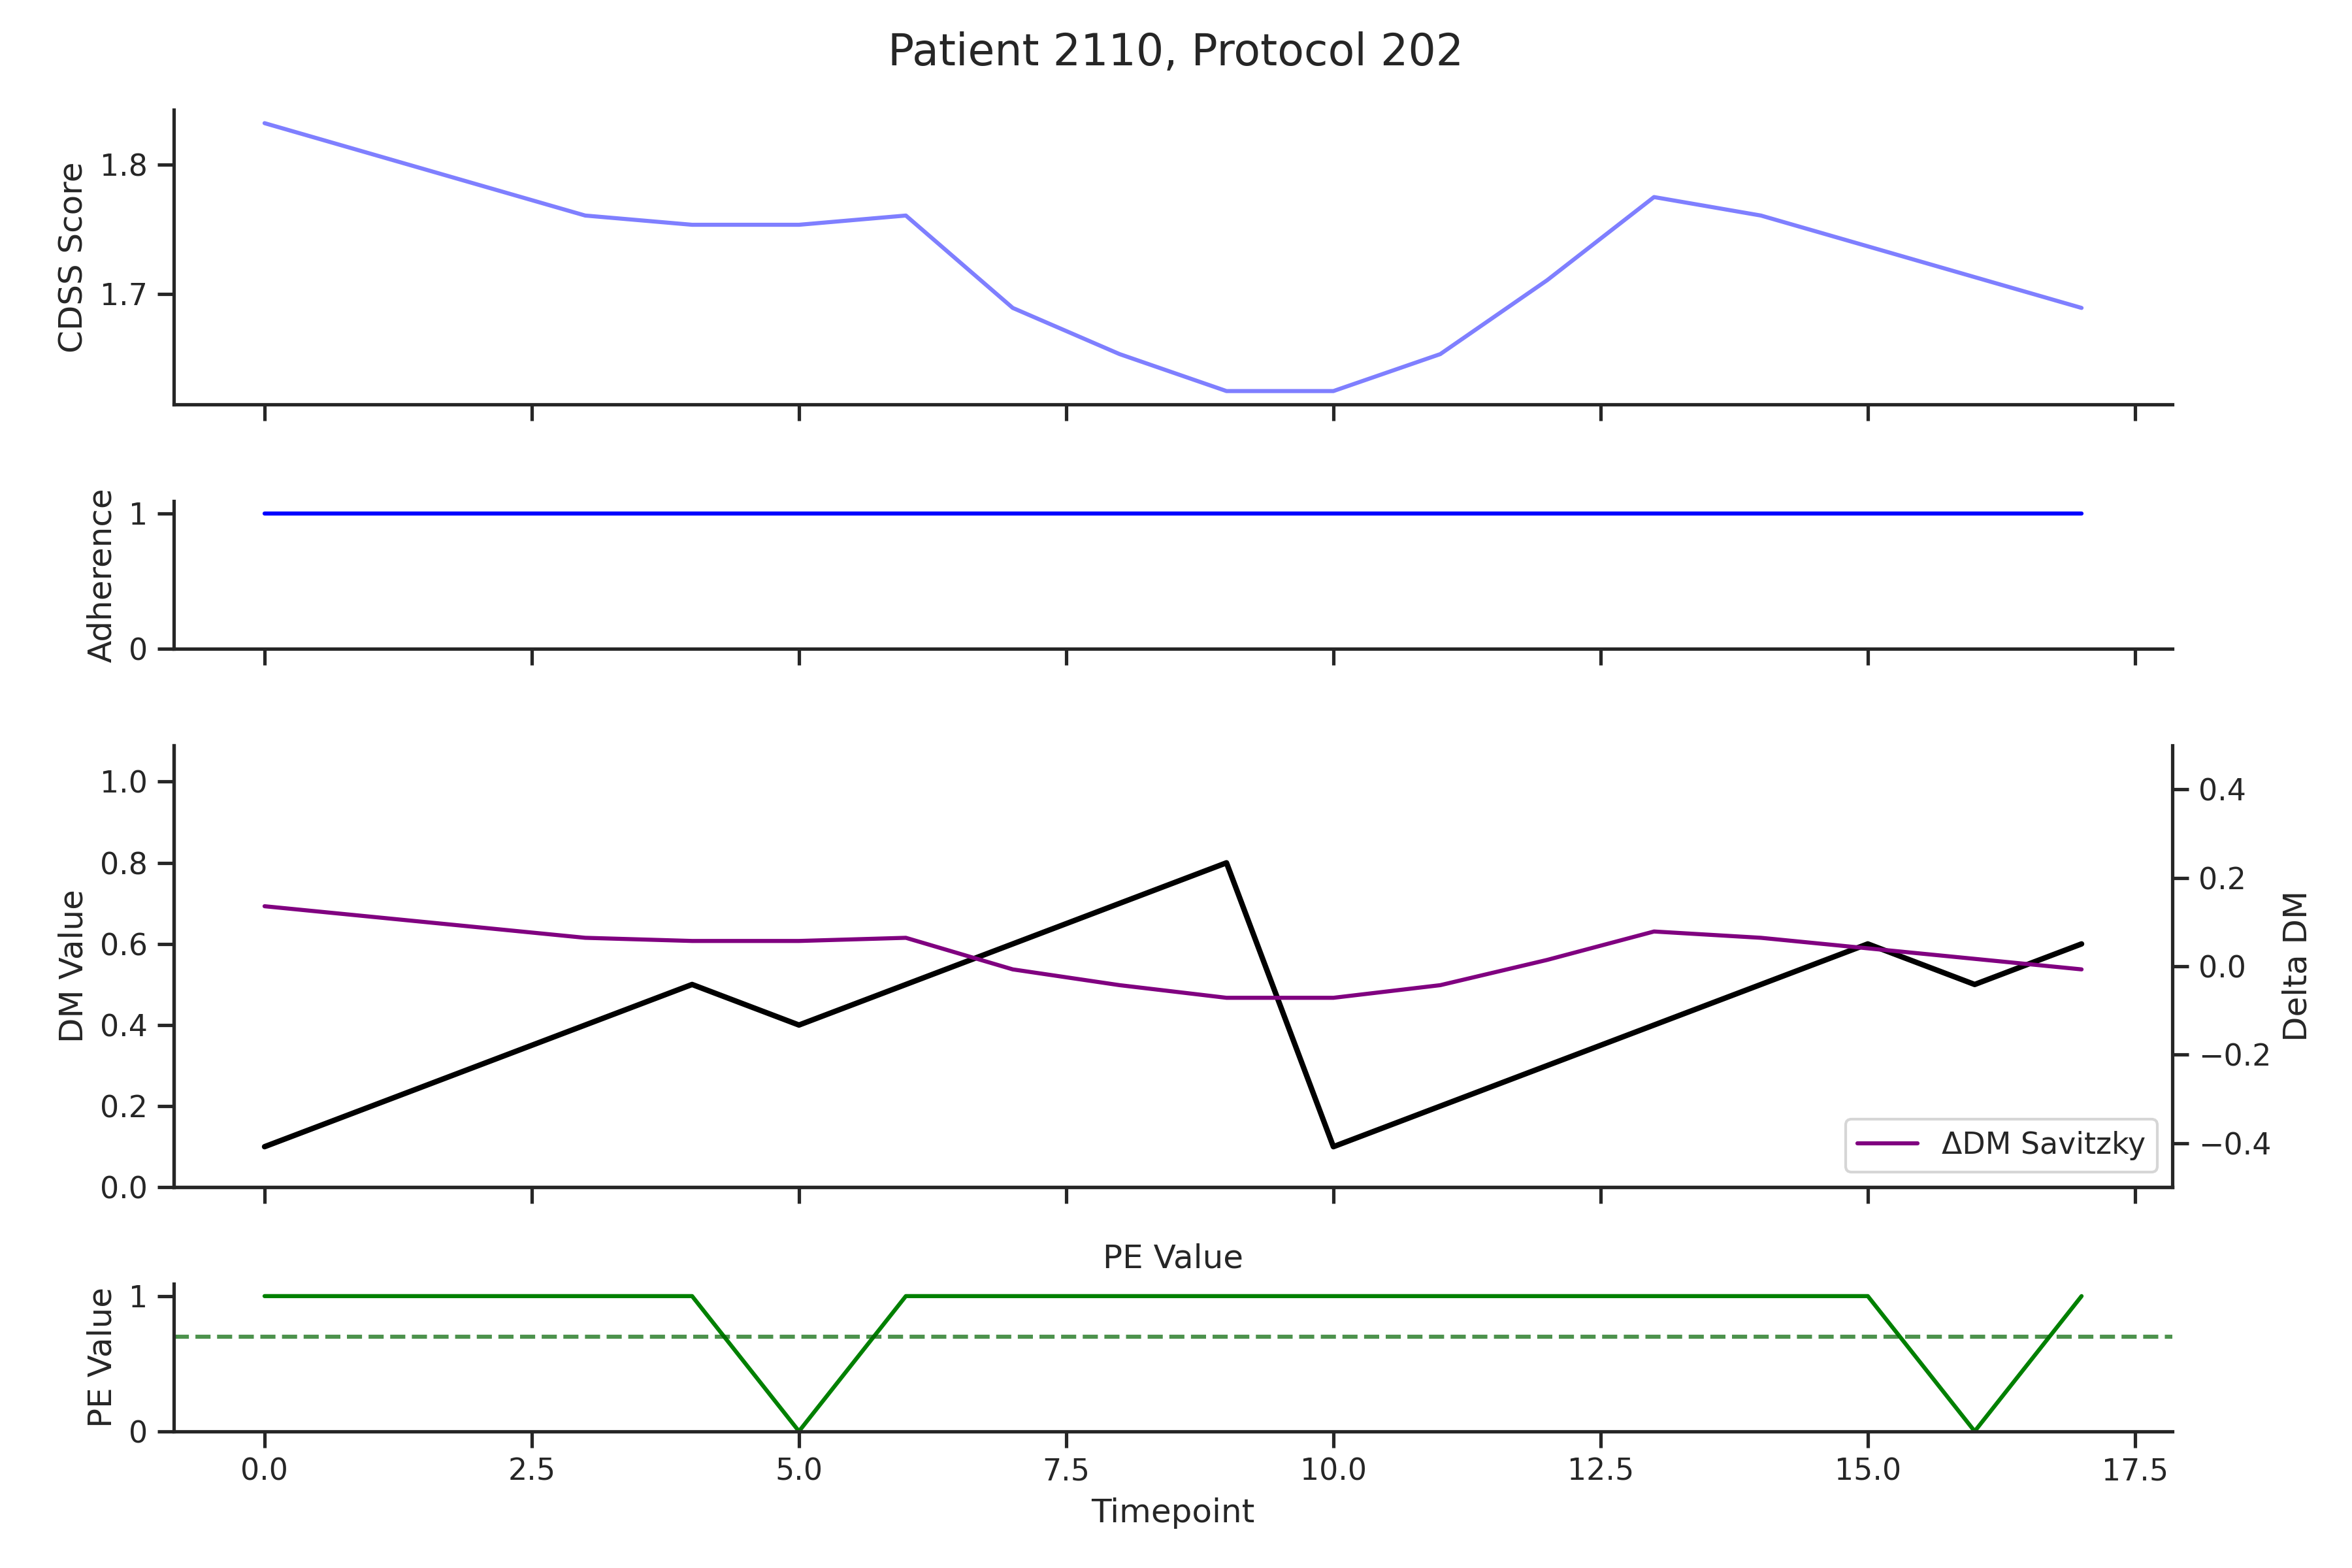 Patient 2110, Protocol 202
CDSS Score
1.8
1.7
Adherence
1
0
DM Value
1.0
0.8
0.6
0.4
0.2
0.0
0.4
0.2
0.0
−0.2
−0.4
Delta DM
ΔDM Savitzky
PE Value
PE Value
1
0
0.0 2.5 5.0 7.5 10.0 12.5 15.0 17.5
Timepoint